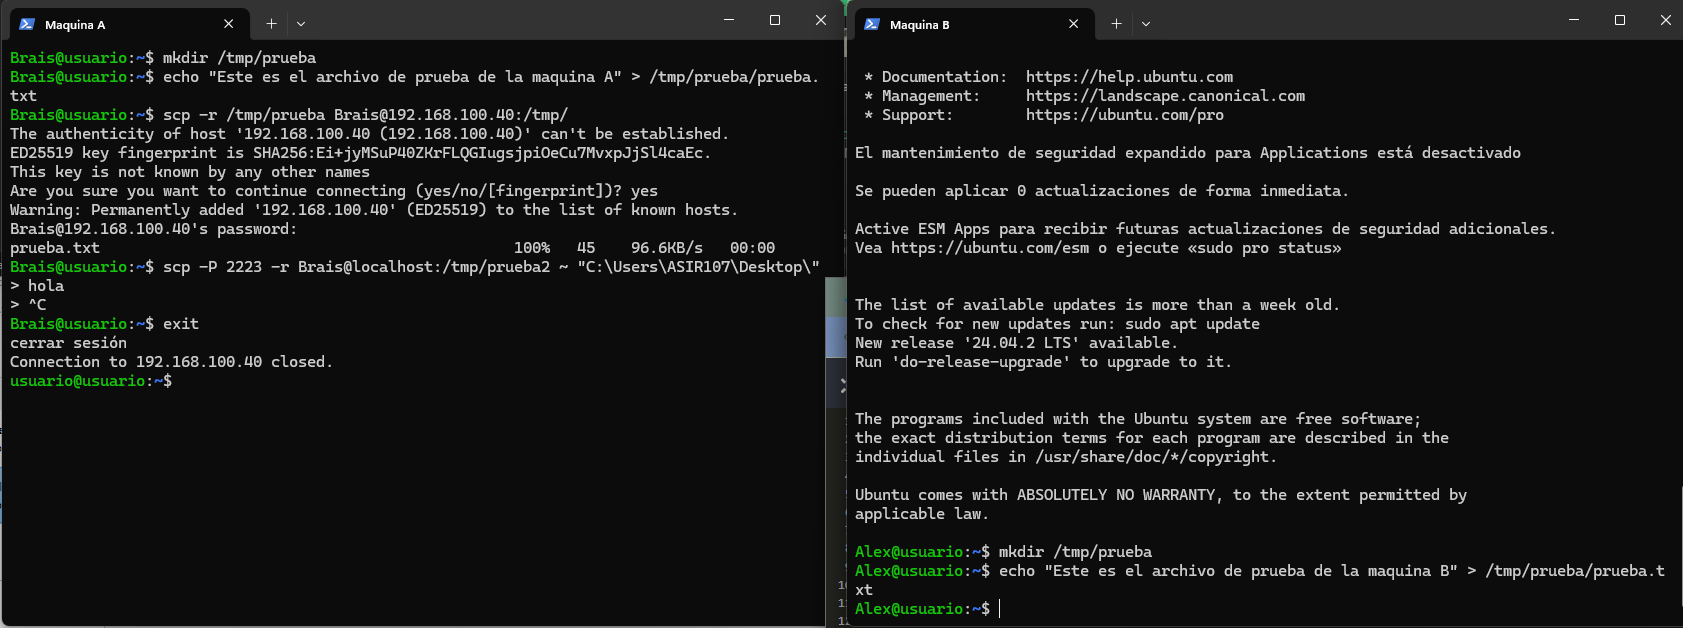 Maquina A
Brais@usuario:~$ mkdir /tmp/prueba
Brais@usuario:~$ echo "Este es el archivo de prueba de la maquina A" > /tmp/prueba/prueba.
txt
Brais@usuario:~$ scp -r /tmp/prueba Brais@192.168.100.40:/tmp/
The authenticity of host '192.168.100.40 (192.168.100.40)' can't be established.
ED25519 key fingerprint is SHA256:Ei+jyMSuP40ZKrFLQGIugsjpiOeCu7MvxpJjSl4caEc.
This key is not known by any other names
Are you sure you want to continue connecting (yes/no/[fingerprint])? yes
Warning: Permanently added '192.168.100.40' (ED25519) to the list of known hosts.
Brais@192.168.100.40's password:
prueba.txt 100% 45 96.6KB/s 00:00
Brais@usuario:~$ scp -P 2223 -r Brais@localhost:/tmp/prueba2 ~ "C:\Users\ASIR107\Desktop\"
> hola
> ^C
Brais@usuario:~$ exit
cerrar sesión
Connection to 192.168.100.40 closed.
usuario@usuario:~$
Maquina B
* Documentation: https://help.ubuntu.com
* Management: https://landscape.canonical.com
* Support: https://ubuntu.com/pro
El mantenimiento de seguridad expandido para Applications está desactivado
Se pueden aplicar 0 actualizaciones de forma inmediata.
Active ESM Apps para recibir futuras actualizaciones de seguridad adicionales.
Vea https://ubuntu.com/esm o ejecute «sudo pro status»
The list of available updates is more than a week old.
To check for new updates run: sudo apt update
New release '24.04.2 LTS' available.
Run 'do-release-upgrade' to upgrade to it.
The programs included with the Ubuntu system are free software;
the exact distribution terms for each program are described in the
individual files in /usr/share/doc/*/copyright.
Ubuntu comes with ABSOLUTELY NO WARRANTY, to the extent permitted by
applicable law.
Alex@usuario:~$ mkdir /tmp/prueba
Alex@usuario:~$ echo "Este es el archivo de prueba de la maquina B" > /tmp/prueba/prueba.t
xt
Alex@usuario:~$